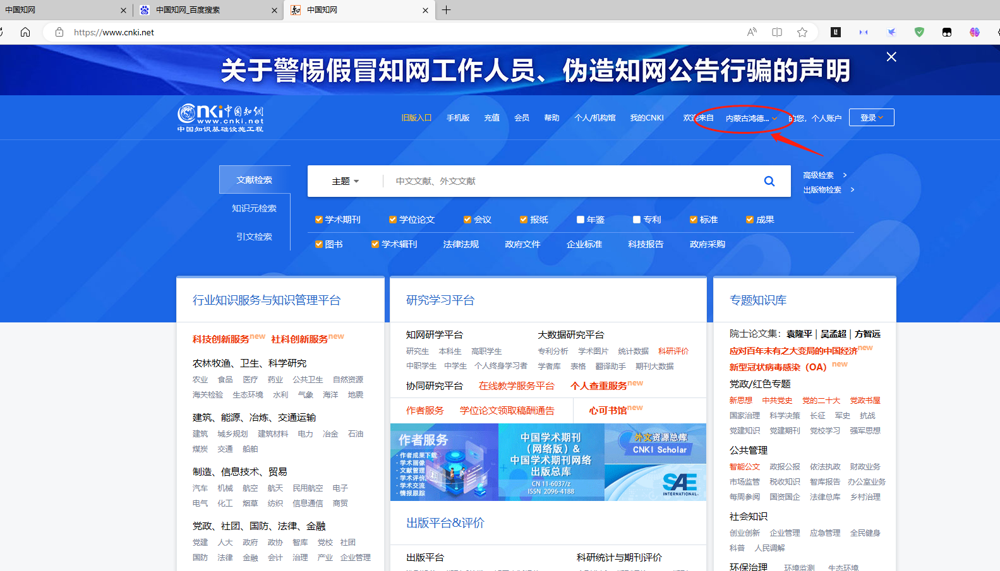 中国知网
中国知网_百度搜索
中国知网
https://www.cnki.net
关于警惕假冒知网工作人员、伪造知网公告行骗的声明
Cnki中国知网
www.cnki.net
中国知识基础设施工程
旧版入口 手机版 充值 会员 帮助 个人/机构馆 我的CNKI 欢迎来自 内蒙古鸿德... 的您，个人账户 登录
文献检索
知识元检索
引文检索
主题 中文文献、外文文献
高级检索 >
出版物检索 >
学术期刊 学位论文 会议 报纸 年鉴 专利 标准 成果
图书 学术辑刊 法律法规 政府文件 企业标准 科技报告 政府采购
行业知识服务与知识管理平台
科技创新服务new 社科创新服务new
农林牧渔、卫生、科学研究
农业 食品 医疗 药业 公共卫生 自然资源
海关检验 生态环境 水利 气象 海洋 地震
建筑、能源、冶炼、交通运输
建筑 城乡规划 建筑材料 电力 冶金 石油
煤炭 交通 船舶
制造、信息技术、贸易
汽车 机械 航空 航天 民用航空 电子
电气 化工 烟草 纺织 信息通信 商贸
党政、社团、国防、法律、金融
党建 人大 政府 政协 智库 党校 社团
国防 法律 金融 会计 治理 产业 企业管理
研究学习平台
知网研学平台
研究生 本科生 高职学生
中职学生 中学生 个人终身学习者
大数据研究平台
专利分析 学术图片 统计数据 科研评价
学者库 表格 翻译助手 期刊大数据
协同研究平台 在线教学服务平台 个人查重服务new
作者服务 学位论文领取稿酬通告 心可书馆new
作者服务
·作者成果下载
·学术画像
·文献管理
·学术评价
·学术交流
·情报跟踪
中国学术期刊
（网络版）&
中国学术期刊网络
出版总库
CN 11-6037/z
ISSN 2096-4188
外文资源总库
CNKI Scholar
SAE
INTERNATIONAL
出版平台&评价
出版平台
科研统计与期刊评价
专题知识库
院士论文集：袁隆平 | 吴孟超 | 方智远
应对百年未有之大变局的中国经济new
新型冠状病毒感染（OA）new
党政/红色专题
新思想 中共党史 党的二十大 党政书屋
国家治理 科学决策 长征 军史 抗战
党建知识 党建期刊 党校学习 强军思想
公共管理
智能公文 政报公报 依法执政 财政业务
市场监管 税收知识 智库报告 办公室业务
每周参阅 国资国企 法律总库 乡村治理
社会知识
创业创新 企业管理 应急管理 全民健身
科普 人民调解
环保治理 环境监测 生态环境